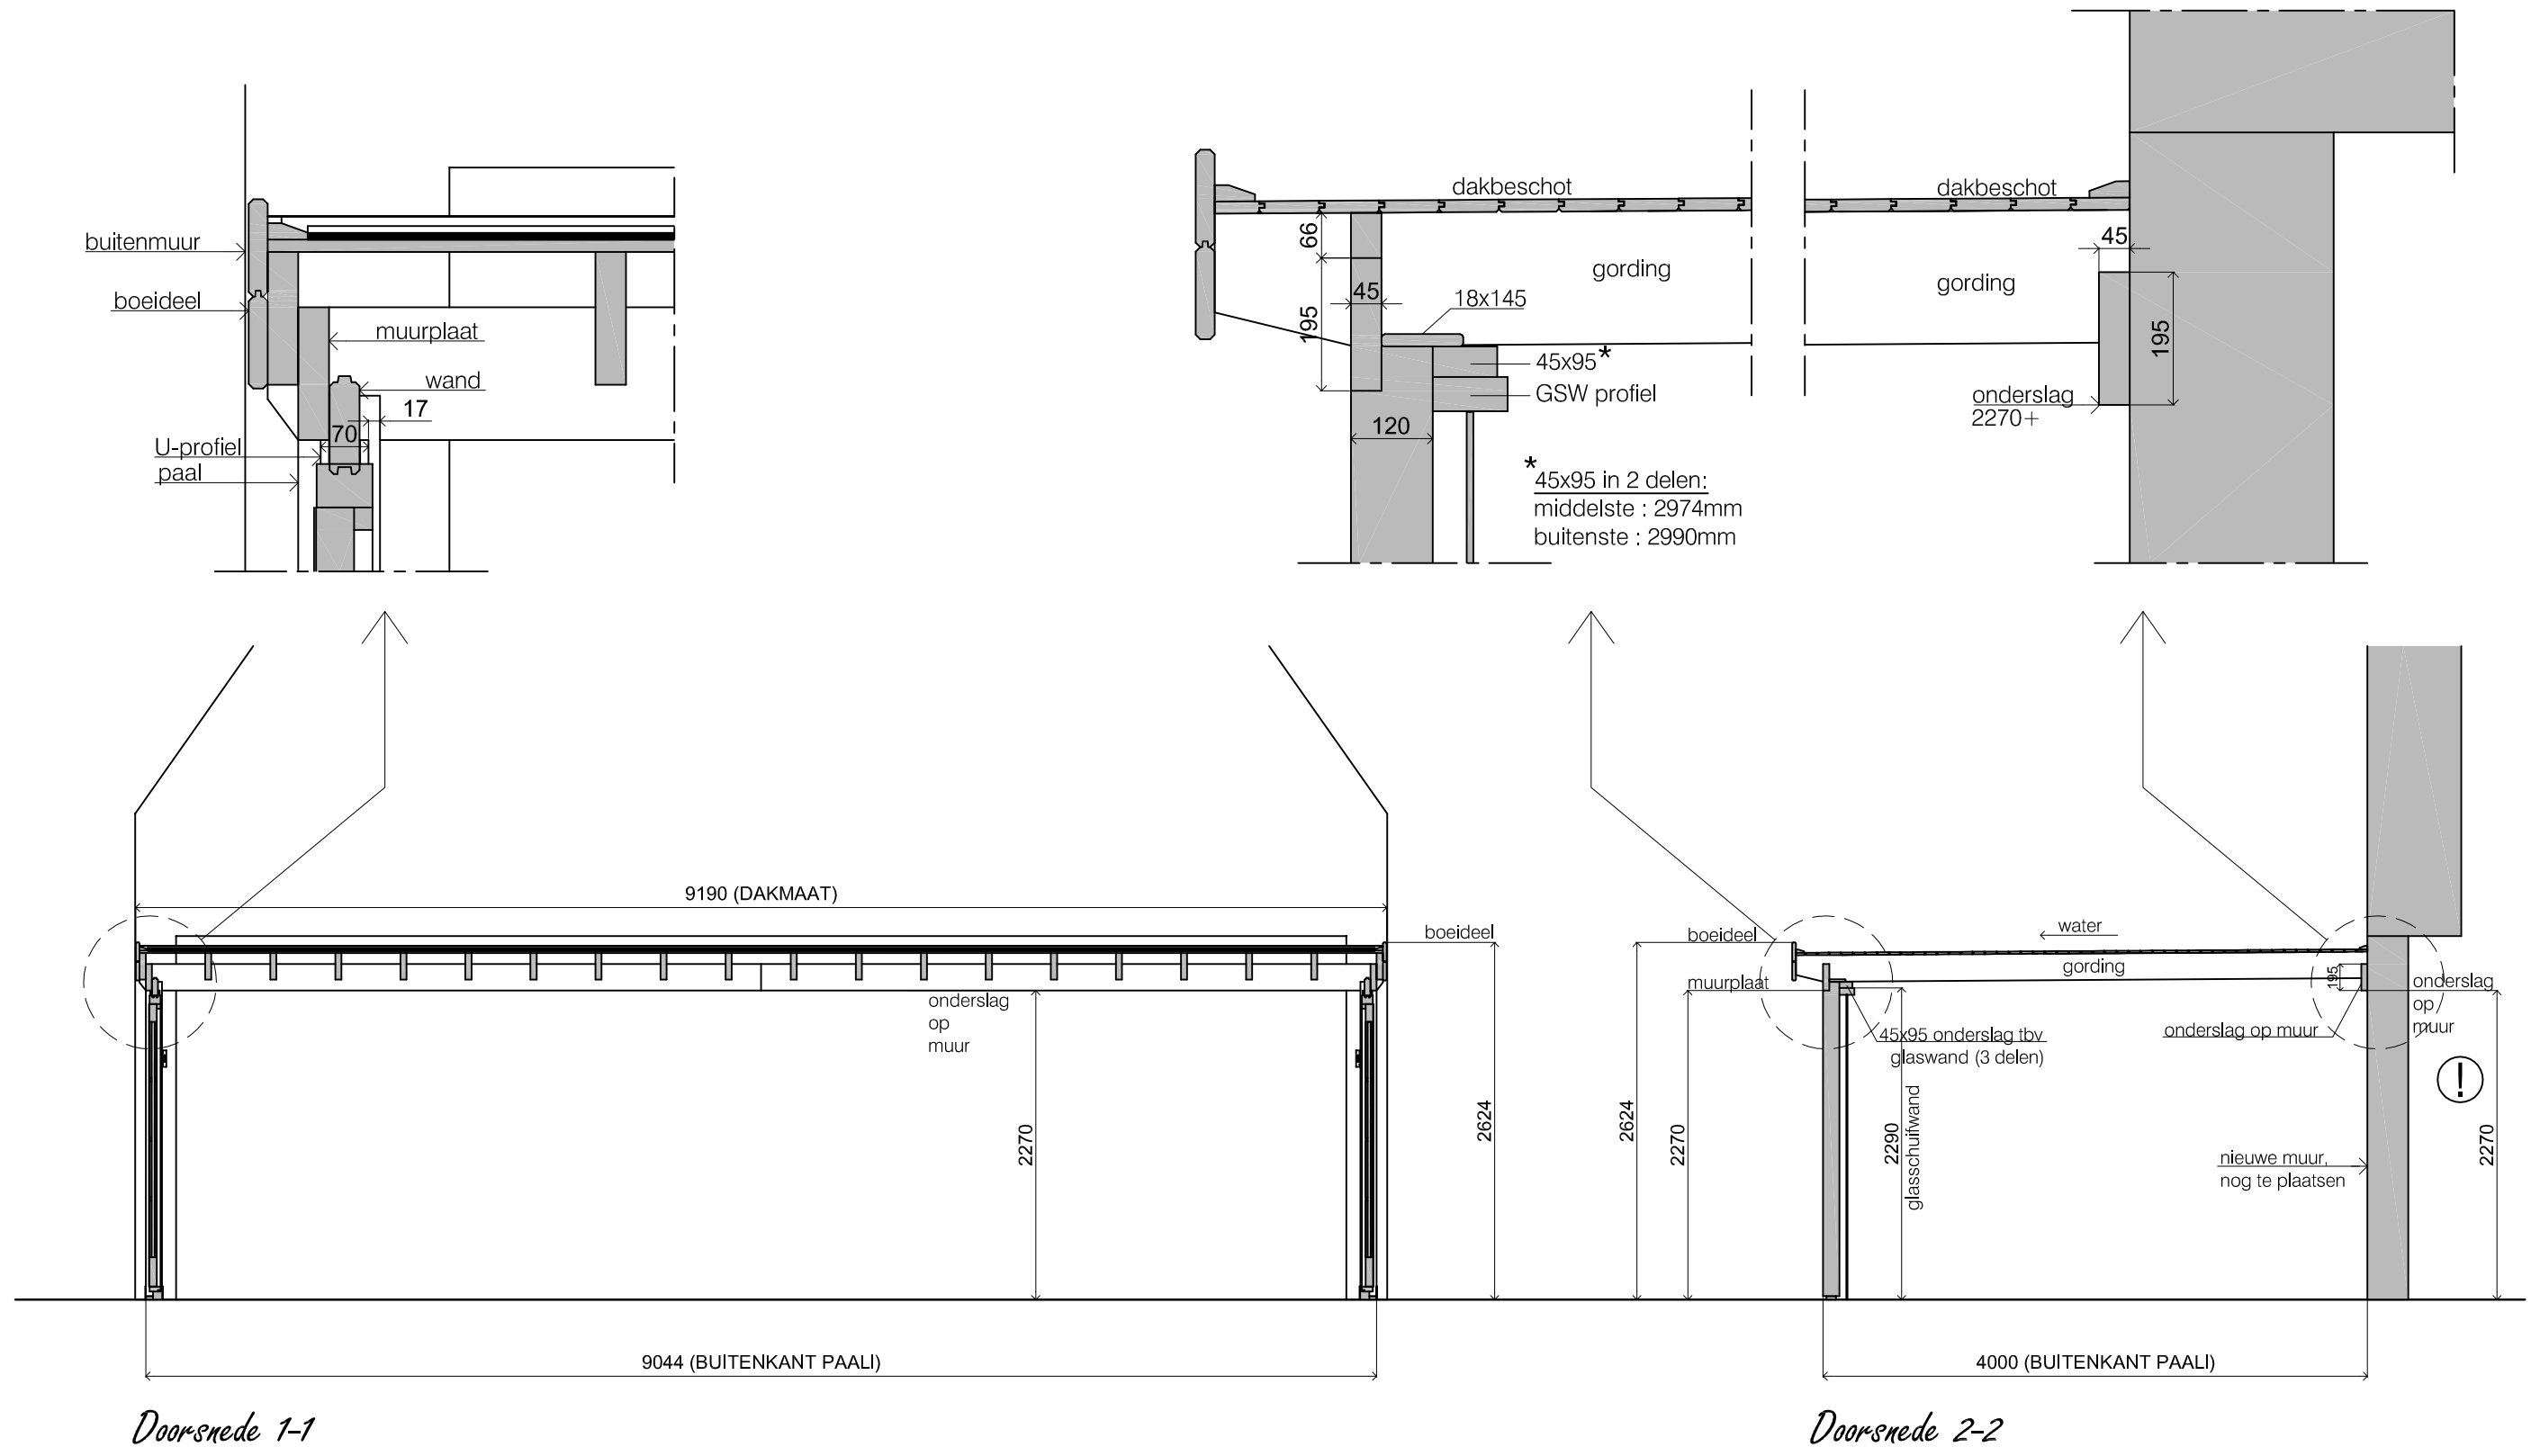 buitenmuur
boeideel
muurplaat
wand
17
70
U-profiel
paal
dakbeschot
dakbeschot
66
45
195
45
18x145
gording
gording
195
45x95*
GSW profiel
onderslag
2270+
120
*
45x95 in 2 delen:
middelste : 2974mm
buitenste : 2990mm
9190 (DAKMAAT)
boeideel
onderslag
op
muur
2270
2624
9044 (BUITENKANT PAAL!)
Doorsnede 1-1
boeideel
water
gording
muurplaat
195
onderslag
op
muur
45x95 onderslag tbv
glaswand (3 delen)
onderslag op muur
!
2624
2270
2290
glasschuifwand
nieuwe muur,
nog te plaatsen
2270
4000 (BUITENKANT PAAL!)
Doorsnede 2-2